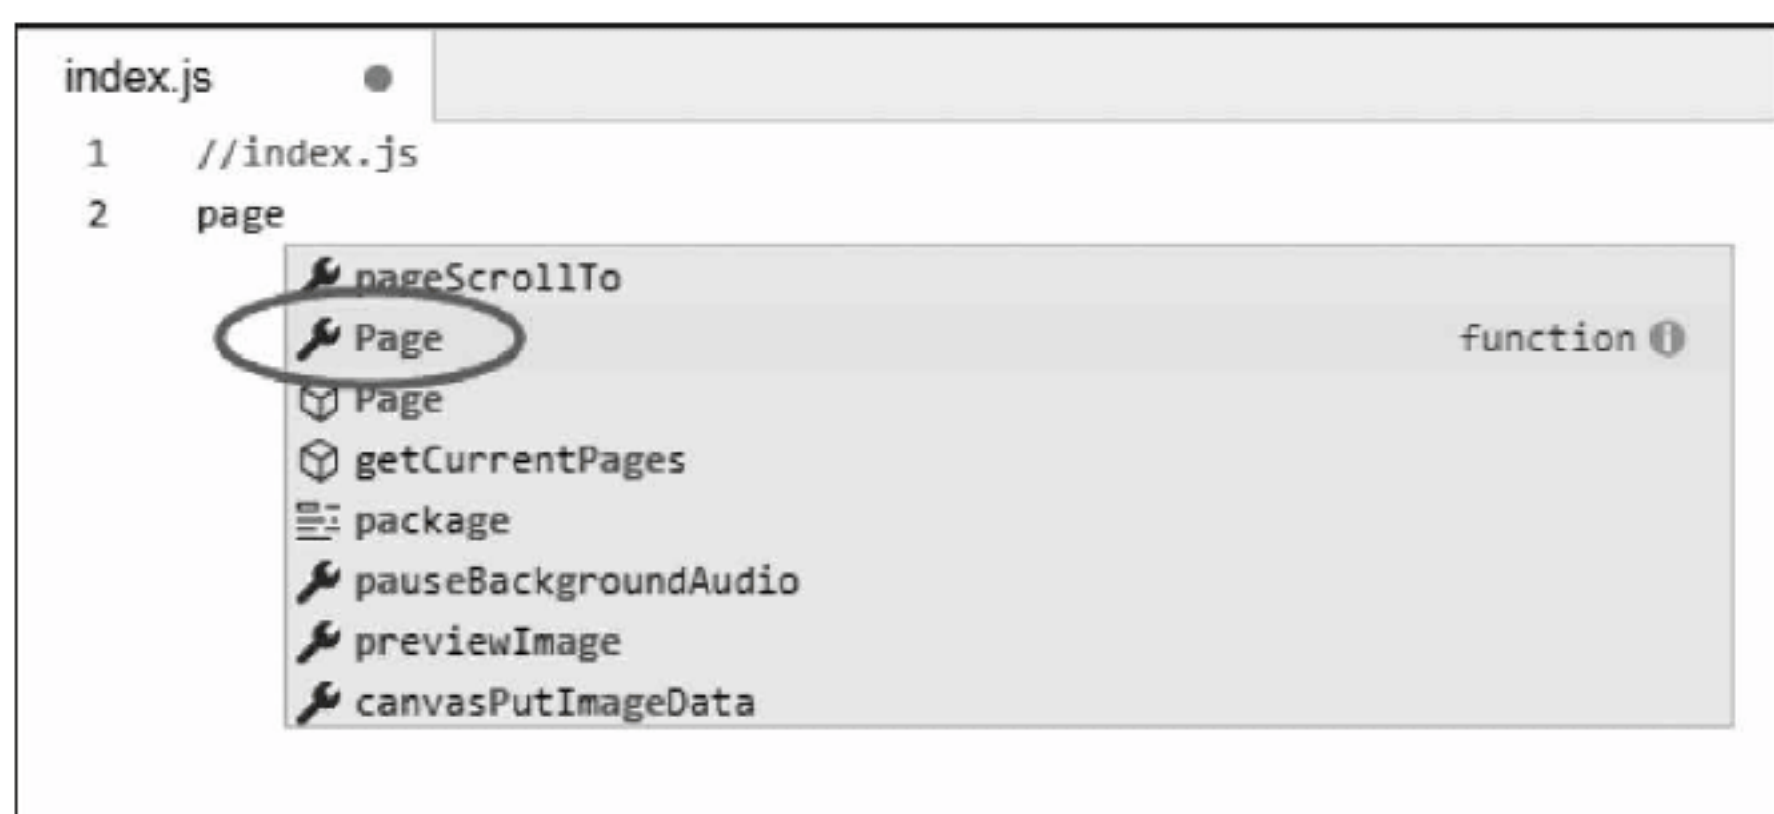 index.js
1 //index.js
2 page
pageScrollTo
Page function
Page
getCurrentPages
package
pauseBackgroundAudio
previewImage
canvasPutImageData